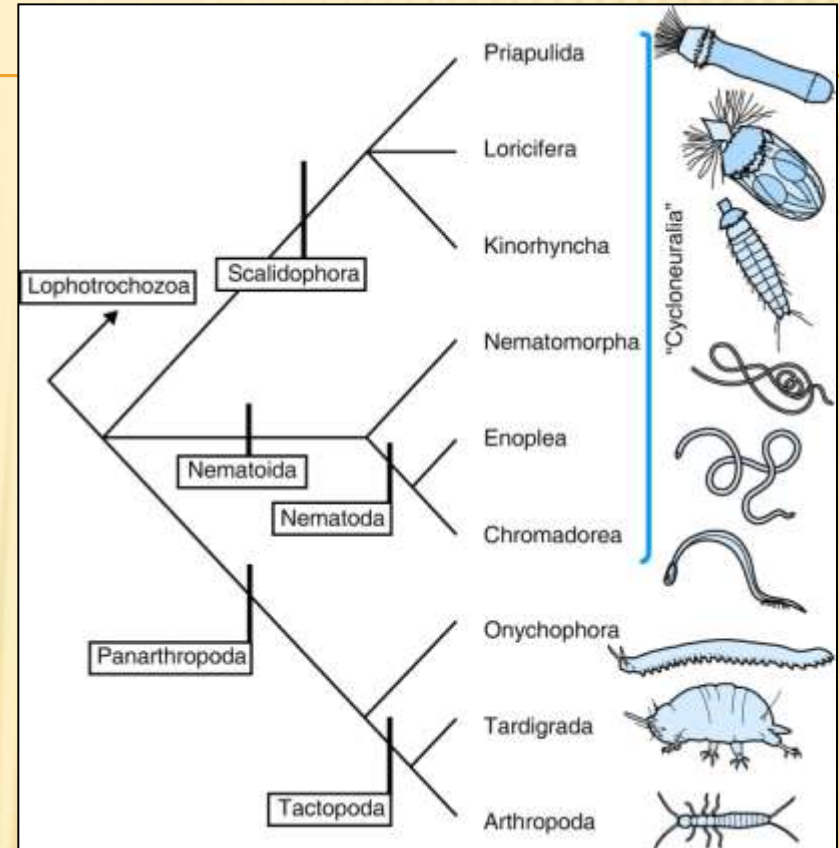 Priapulida
Loricifera
Kinorhyncha
Scalidophora
Lophotrochozoa
"Cycloneuralia"
Nematomorpha
Enoplea
Nematoida
Nematoda
Chromadorea
Onychophora
Panarthropoda
Tardigrada
Tactopoda
Arthropoda